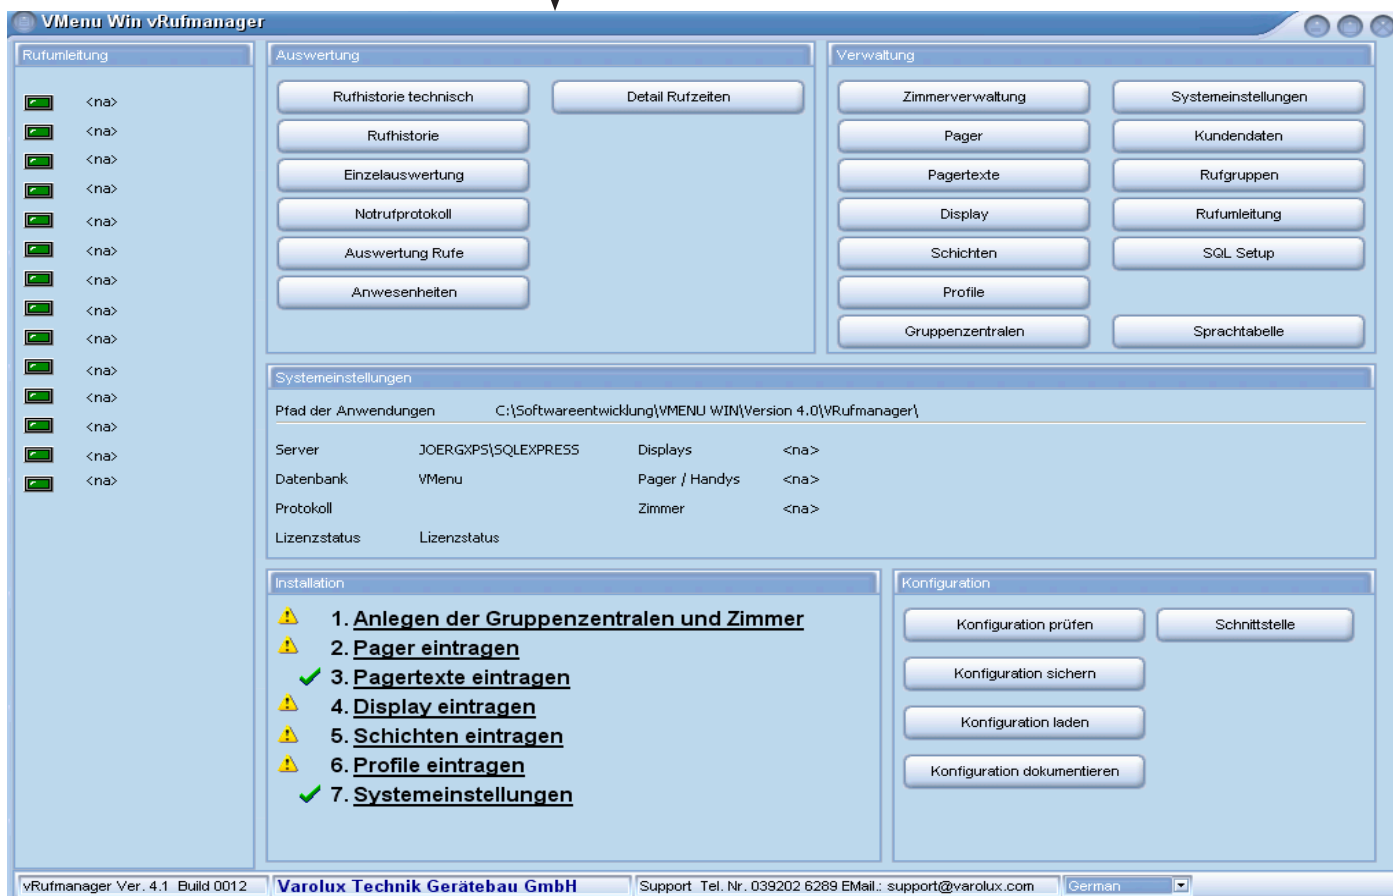 VMenu Win vRufmanager
Rufumleitung
<na>
<na>
<na>
<na>
<na>
<na>
<na>
<na>
<na>
<na>
<na>
<na>
<na>
<na>
Auswertung
Rufhistorie technisch
Detail Rufzeiten
Rufhistorie
Einzelauswertung
Notrufprotokoll
Auswertung Rufe
Anwesenheiten
Verwaltung
Zimmerverwaltung
Systemeinstellungen
Pager
Kundendaten
Pagertexte
Rufgruppen
Display
Rufumleitung
Schichten
SQL Setup
Profile
Gruppenzentralen
Sprachtabelle
Systemeinstellungen
Pfad der Anwendungen C:\Softwareentwicklung\VMENU WIN\Version 4.0\VRufmanager\
Server JOERGXPS\SQLEXPRESS Displays <na>
Datenbank VMenu Pager / Handys <na>
Protokoll Zimmer <na>
Lizenzstatus Lizenzstatus
Installation
1. Anlegen der Gruppenzentralen und Zimmer
2. Pager eintragen
3. Pagertexte eintragen
4. Display eintragen
5. Schichten eintragen
6. Profile eintragen
7. Systemeinstellungen
Konfiguration
Konfiguration prüfen
Schnittstelle
Konfiguration sichern
Konfiguration laden
Konfiguration dokumentieren
vRufmanager Ver. 4.1 Build 0012 Varolux Technik Gerätebau GmbH Support Tel. Nr. 039202 6289 EMail.: support@varolux.com German